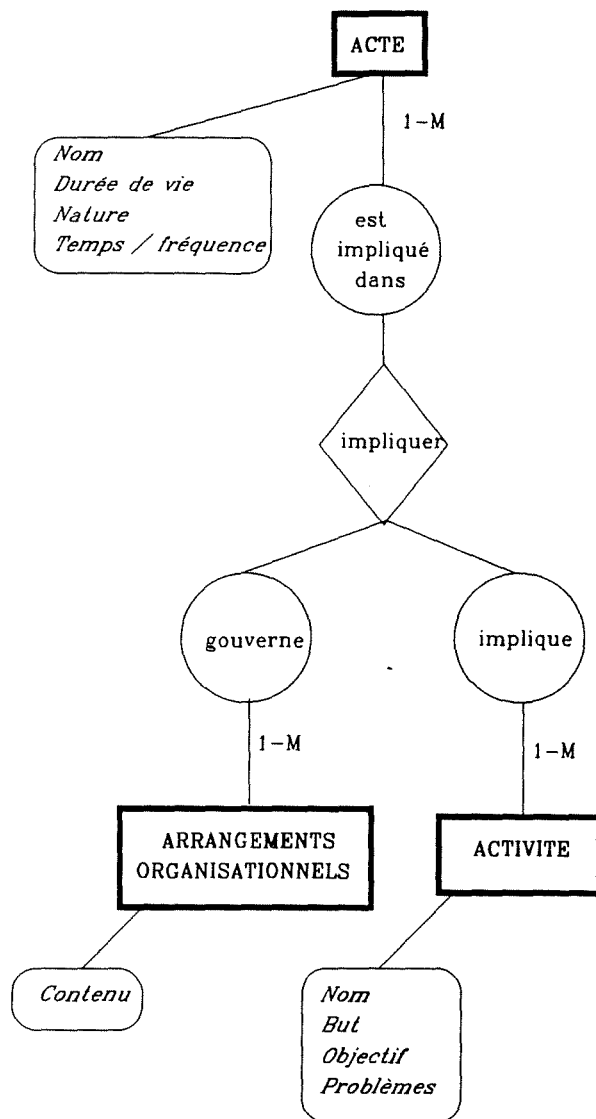 ACTE
1-M
Nom
Durée de vie
Nature
Temps / fréquence
est
impliqué
dans
impliquer
gouverne
implique
1-M
1-M
ARRANGEMENTS
ORGANISATIONNELS
ACTIVITE
Contenu
Nom
But
Objectif
Problèmes